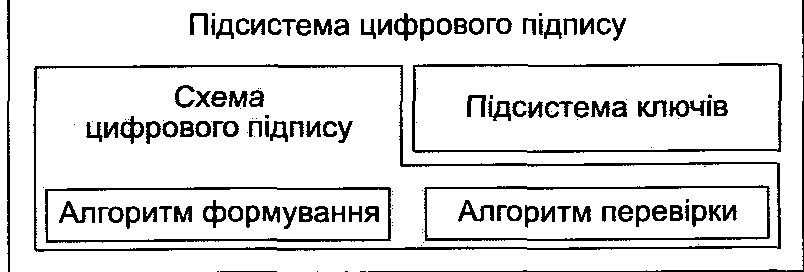 Підсистема цифрового підпису
Схема
цифрового підпису
Підсистема ключів
Алгоритм формування
Алгоритм перевірки